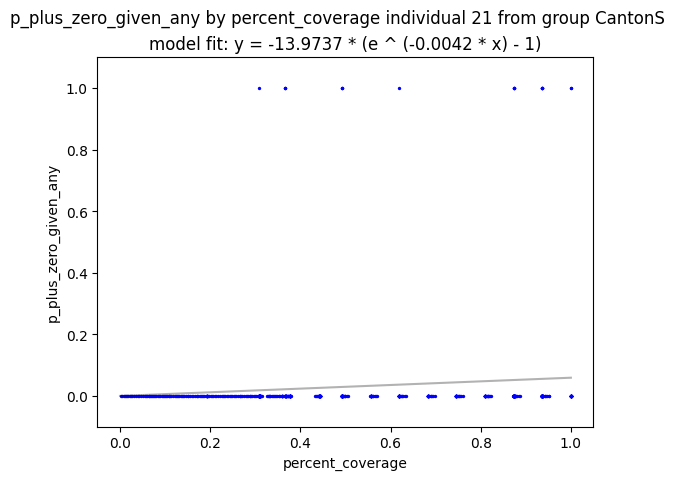 p_plus_zero_given_any by percent_coverage individual 21 from group CantonS
model fit: y = -13.9737 * (e ^ (-0.0042 * x) - 1)
1.0
0.8
0.6
0.4
0.2
0.0
p_plus_zero_given_any
0.0 0.2 0.4 0.6 0.8 1.0
percent_coverage